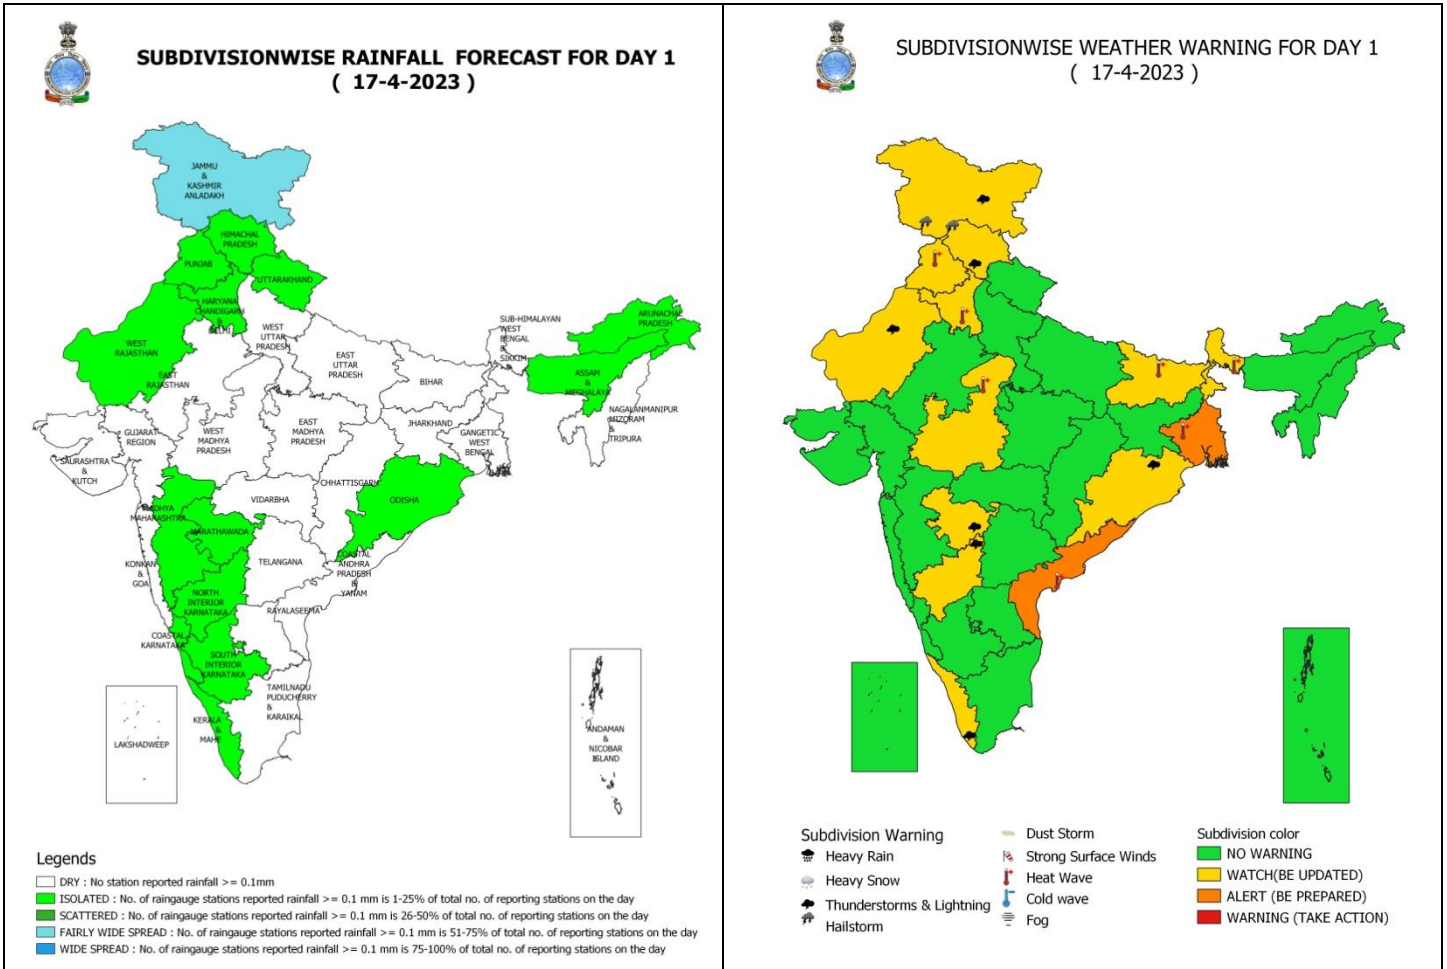 SUBDIVISIONWISE RAINFALL FORECAST FOR DAY 1
( 17-4-2023 )
JAMMU
&
KASHMIR
ANLADAKH
HIMACHAL
PRADESH
PUNJAB
UTTARAKHAND
HARYANA
CHANDIGARH
&
DELHI
WEST
RAJASTHAN
EAST
RAJASTHAN
WEST
UTTAR
PRADESH
EAST
UTTAR
PRADESH
SUB-HIMALAYAN
WEST
BENGAL
&
SIKKIM
ARUNACHAL
PRADESH
ASSAM
&
MEGHALAYA
NAGALANMANIPUR
MIZORAM
&
TRIPURA
BIHAR
JHARKHAND
GANGETIC
WEST
BENGAL
GUJARAT
REGION
SAURASHTRA
&
KUTCH
WEST
MADHYA
PRADESH
EAST
MADHYA
PRADESH
CHHATTISGARH
ODISHA
VIDARBHA
MADHYA
MAHARASHTRA
MARATHAWADA
KONKAN
&
GOA
TELANGANA
COASTAL
ANDHRA
PRADESH
&
YANAM
NORTH
INTERIOR
KARNATAKA
RAYALASEEMA
COASTAL
KARNATAKA
SOUTH
INTERIOR
KARNATAKA
TAMILNADU
PUDUCHERRY
&
KARAIKAL
KERALA
&
MAHE
LAKSHADWEEP
ANDAMAN
&
NICOBAR
ISLAND
Legends
DRY : No station reported rainfall >= 0.1mm
ISOLATED : No. of raingauge stations reported rainfall >= 0.1 mm is 1-25% of total no. of reporting stations on the day
SCATTERED : No. of raingauge stations reported rainfall >= 0.1 mm is 26-50% of total no. of reporting stations on the day
FAIRLY WIDE SPREAD : No. of raingauge stations reported rainfall >= 0.1 mm is 51-75% of total no. of reporting stations on the day
WIDE SPREAD : No. of raingauge stations reported rainfall >= 0.1 mm is 75-100% of total no. of reporting stations on the day
SUBDIVISIONWISE WEATHER WARNING FOR DAY 1
( 17-4-2023 )
Subdivision Warning
Heavy Rain
Heavy Snow
Thunderstorms & Lightning
Hailstorm
Dust Storm
Strong Surface Winds
Heat Wave
Cold wave
Fog
Subdivision color
NO WARNING
WATCH(BE UPDATED)
ALERT (BE PREPARED)
WARNING (TAKE ACTION)